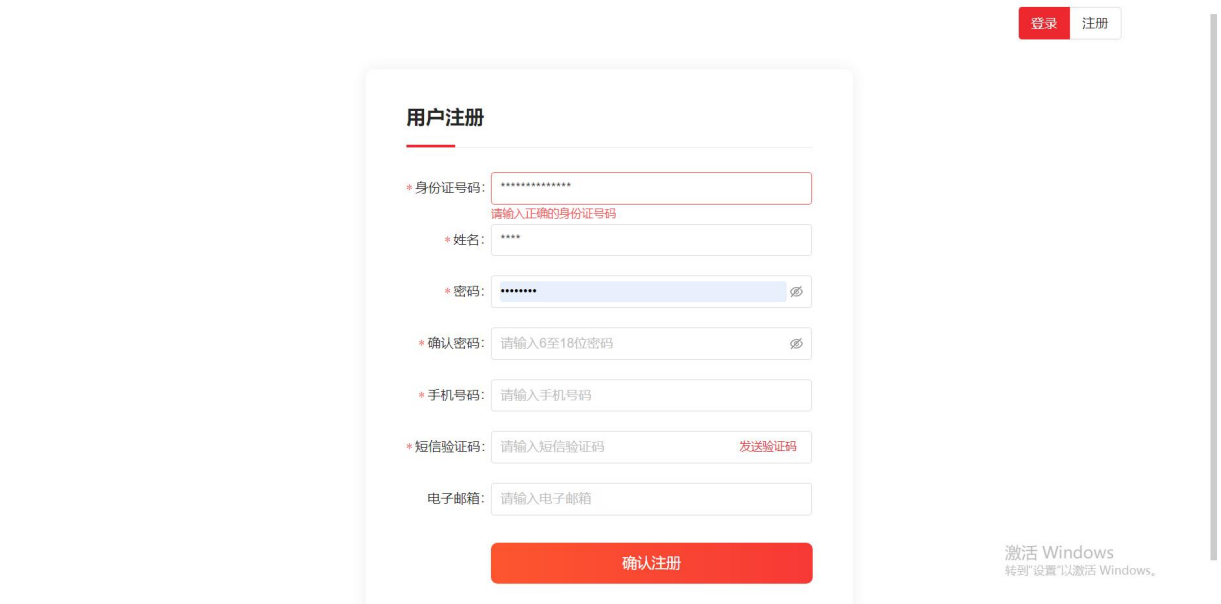 登录 注册
用户注册
*身份证号码: **************
请输入正确的身份证号码
*姓名: ****
*密码: ••••••••
*确认密码: 请输入6至18位密码
*手机号码: 请输入手机号码
*短信验证码: 请输入短信验证码 发送验证码
电子邮箱: 请输入电子邮箱
确认注册
激活 Windows
转到"设置"以激活 Windows。